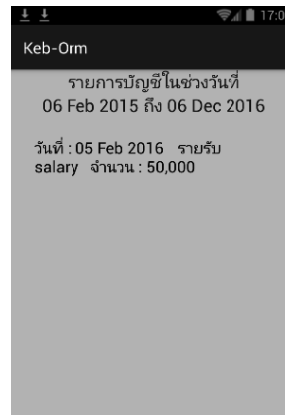 17:0
Keb-Orm
รายการบัญชีในช่วงวันที่
06 Feb 2015 ถึง 06 Dec 2016
วันที่ : 05 Feb 2016 รายรับ
salary จำนวน : 50,000